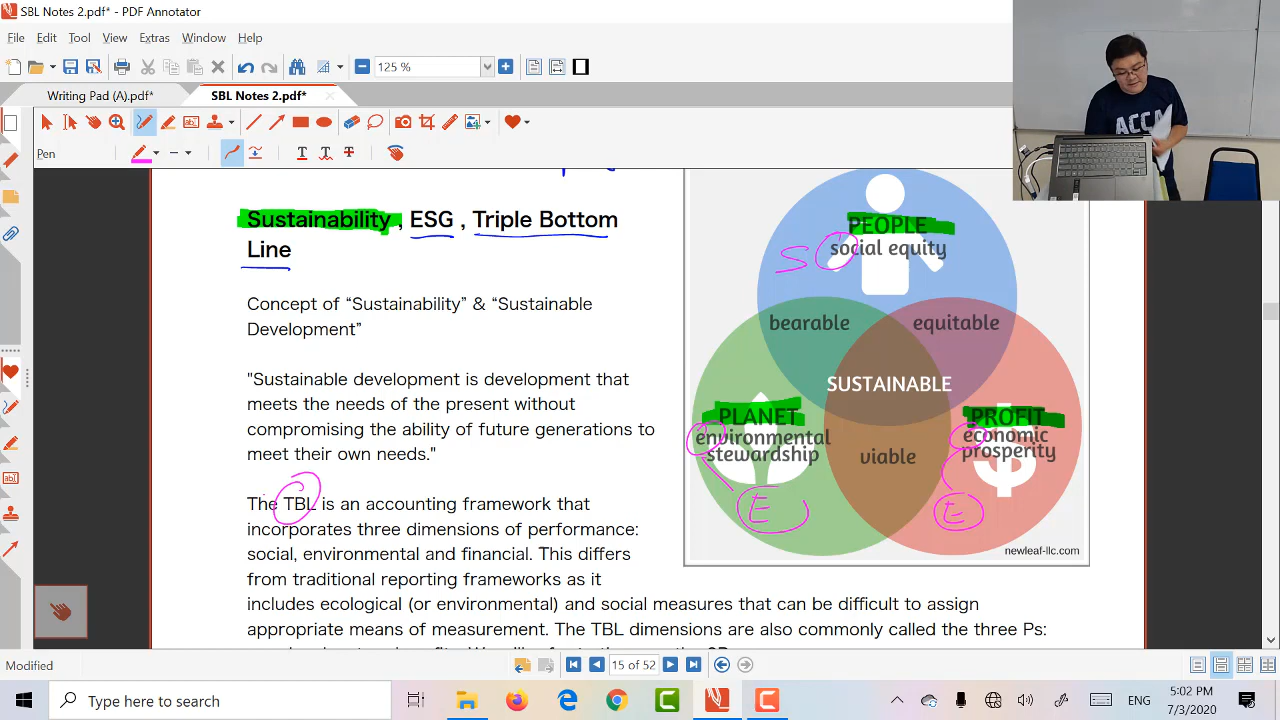 SBL Notes 2.pdf* - PDF Annotator
File Edit Tool View Extras Window Help
125 %
Writing Pad (A).pdf* SBL Notes 2.pdf*
Pen
ACCA
Sustainability , ESG , Triple Bottom
Line
Concept of “Sustainability” & “Sustainable
Development”
"Sustainable development is development that
meets the needs of the present without
compromising the ability of future generations to
meet their own needs."
The TBL is an accounting framework that
incorporates three dimensions of performance:
social, environmental and financial. This differs
from traditional reporting frameworks as it
includes ecological (or environmental) and social measures that can be difficult to assign
appropriate means of measurement. The TBL dimensions are also commonly called the three Ps:
PEOPLE
social equity
S
bearable
equitable
SUSTAINABLE
PLANET
environmental
stewardship
E
viable
PROFIT
economic
prosperity
E
newleaf-llc.com
Modified
15 of 52
Type here to search
ENG
5:02 PM
7/3/2020